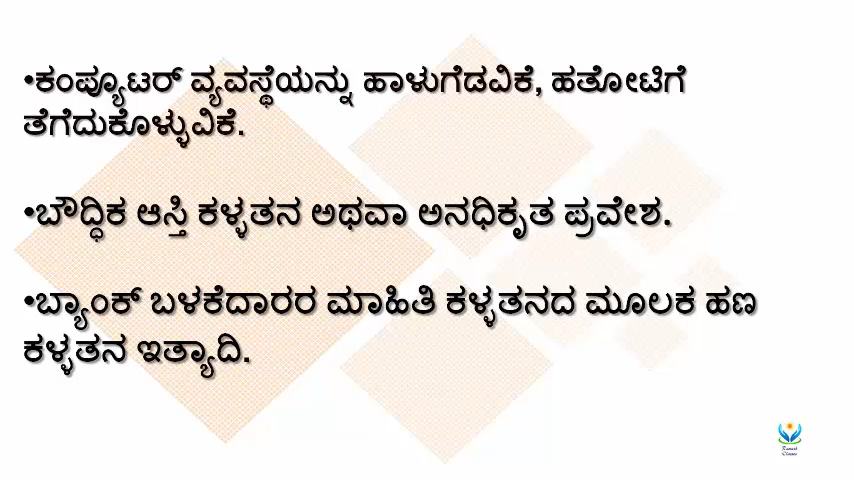 •ಕಂಪ್ಯೂಟರ್ ವ್ಯವಸ್ಥೆಯನ್ನು ಹಾಳುಗೆಡವಿಕೆ, ಹತೋಟಿಗೆ
ತೆಗೆದುಕೊಳ್ಳುವಿಕೆ.
•ಬೌದ್ಧಿಕ ಆಸ್ತಿ ಕಳ್ಳತನ ಅಥವಾ ಅನಧಿಕೃತ ಪ್ರವೇಶ.
•ಬ್ಯಾಂಕ್ ಬಳಕೆದಾರರ ಮಾಹಿತಿ ಕಳ್ಳತನದ ಮೂಲಕ ಹಣ
ಕಳ್ಳತನ ಇತ್ಯಾದಿ.
Classes